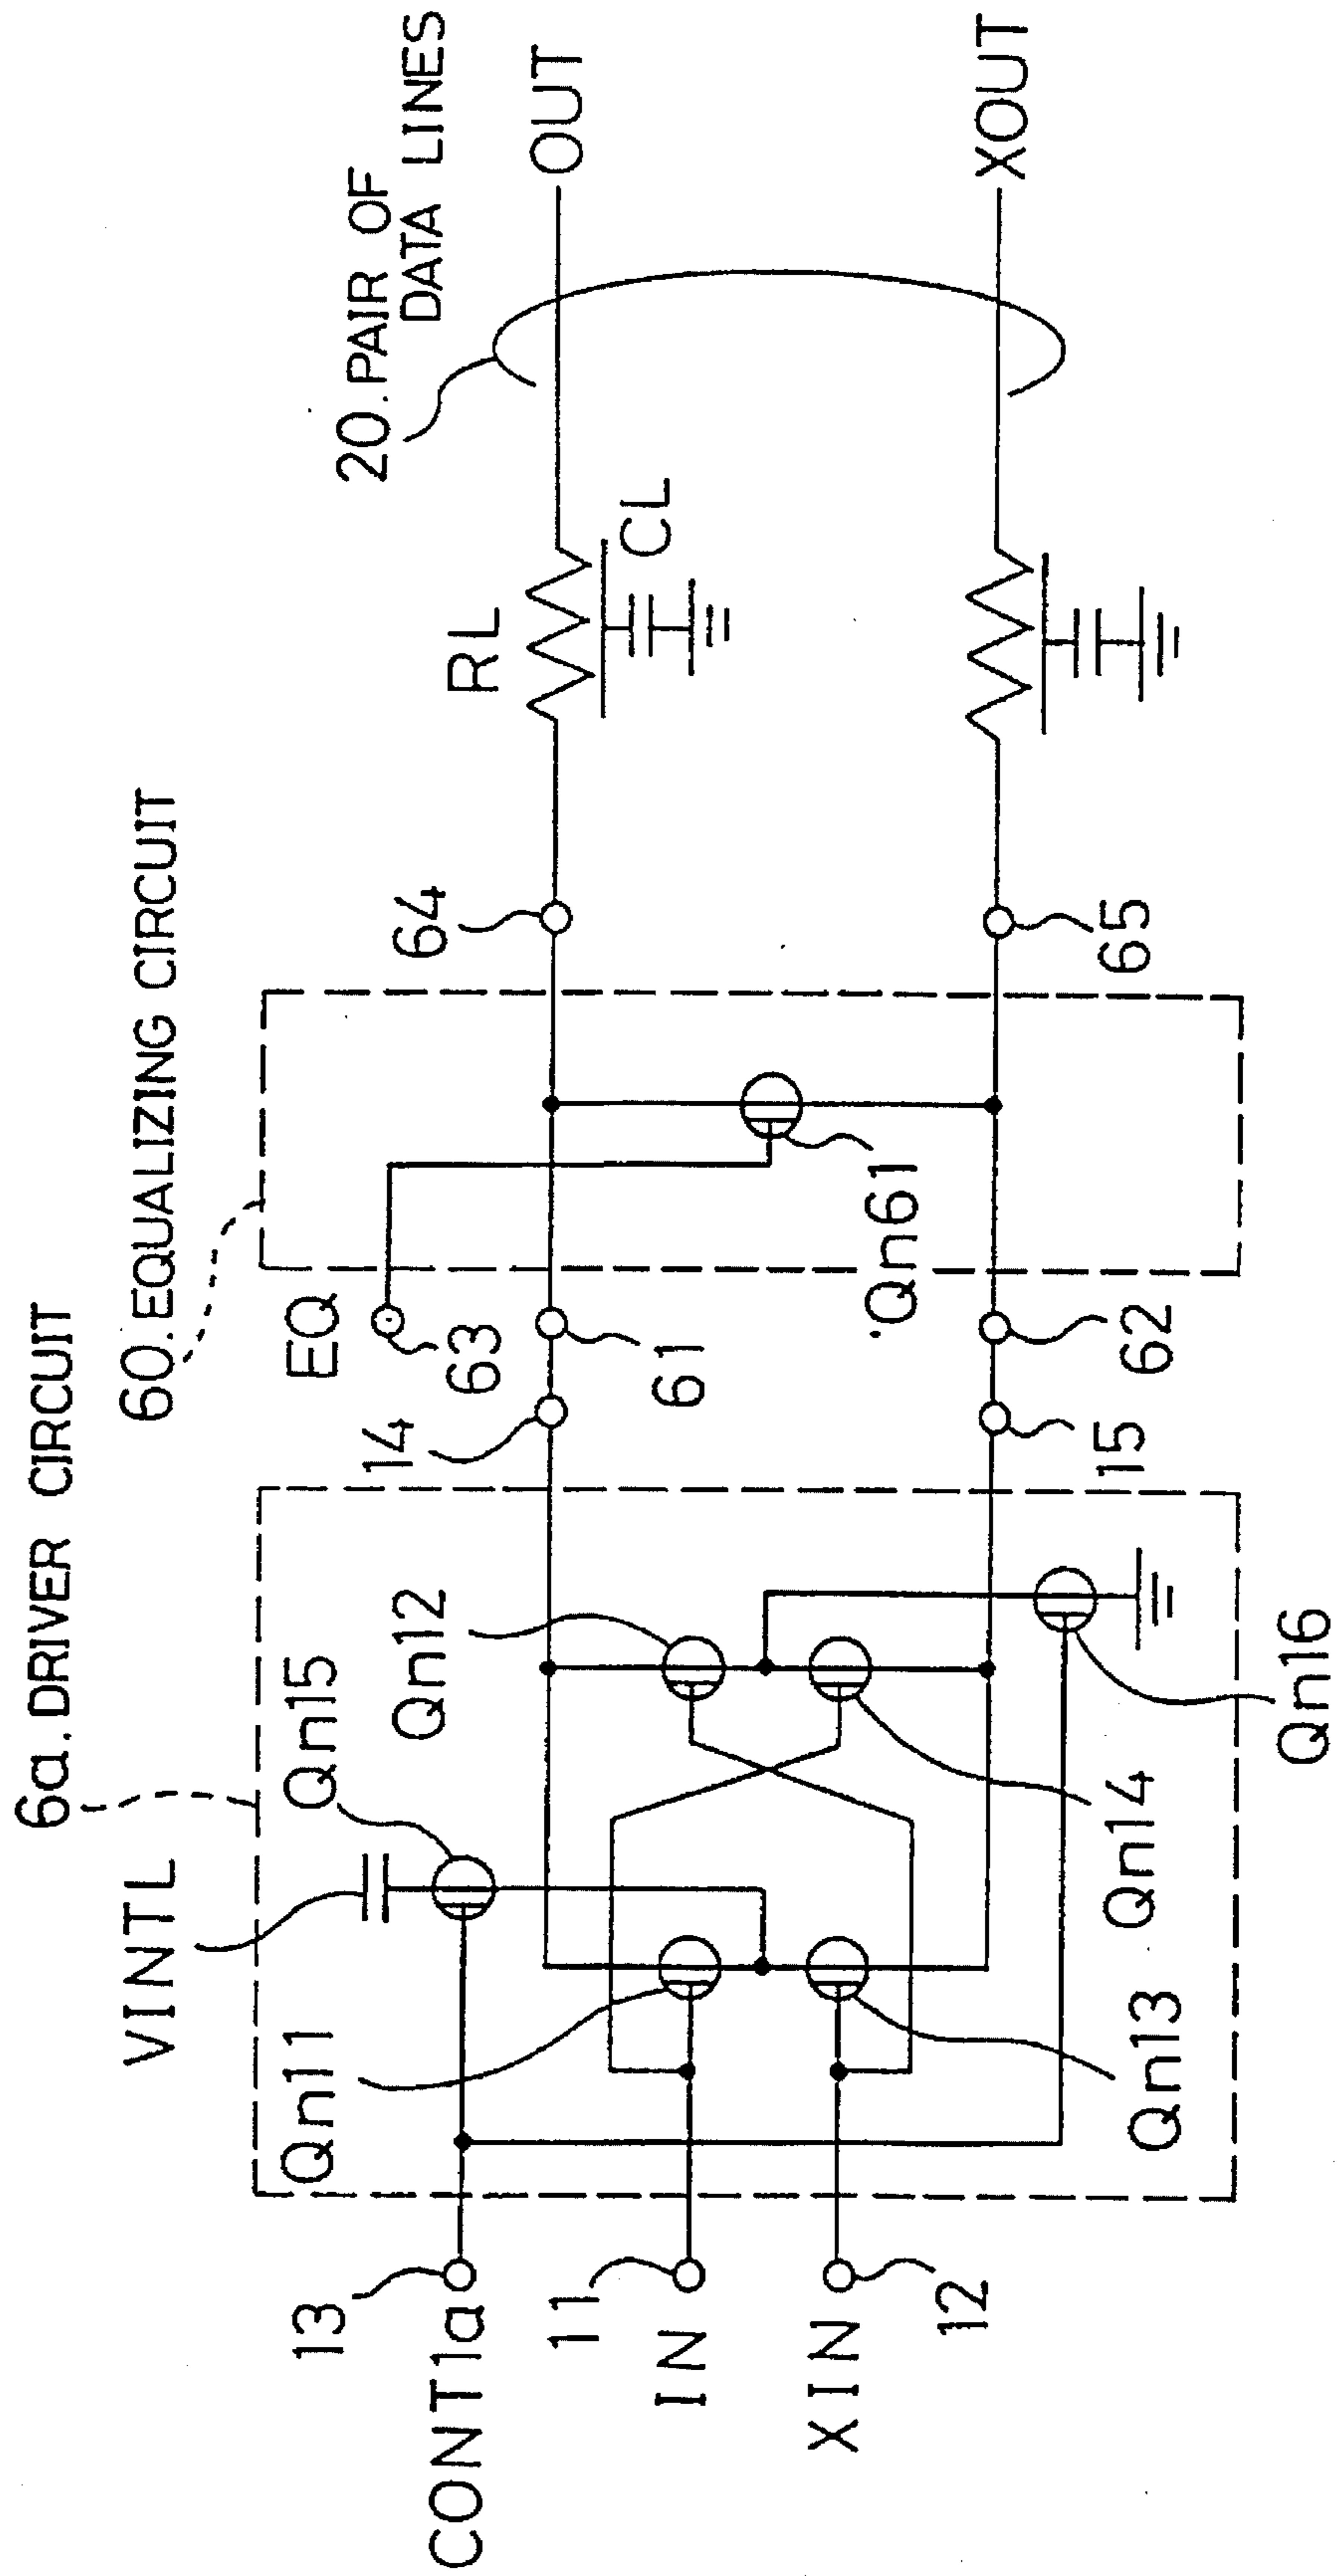 6a. DRIVER CIRCUIT
60. EQUALIZING CIRCUIT
20. PAIR OF
DATA LINES
VINTL
Qn15
Qn11
Qn12
13
CONT1a
11
IN
XIN
12
Qn13
Qn14
Qn16
14
15
EQ
63
61
62
Qn61
64
65
RL
CL
OUT
XOUT